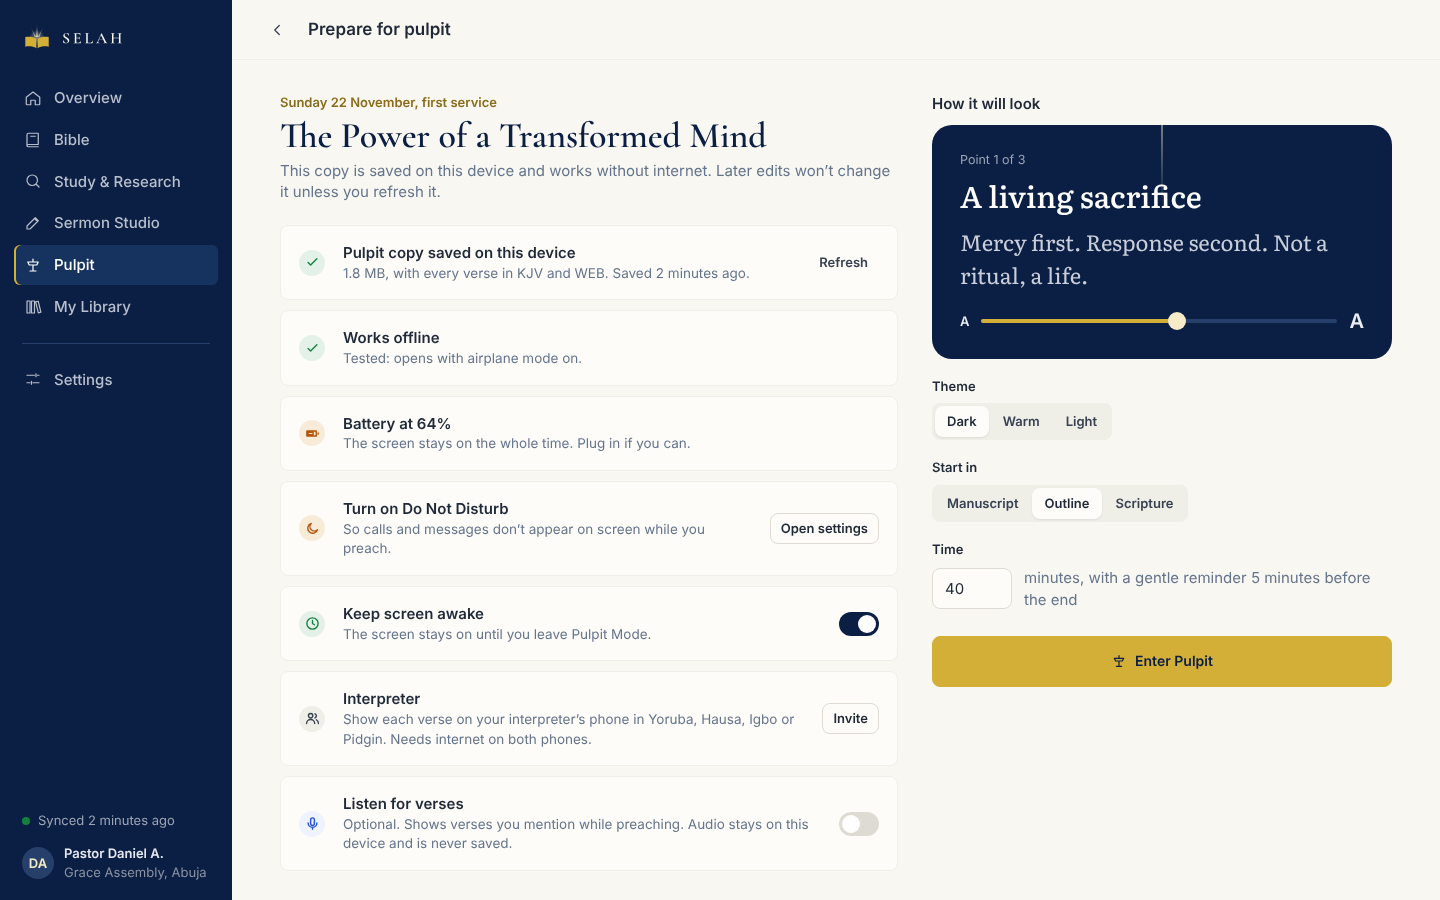 SELAH
Overview
Bible
Study & Research
Sermon Studio
Pulpit
My Library
Settings
Synced 2 minutes ago
DA
Pastor Daniel A.
Grace Assembly, Abuja
Prepare for pulpit
Sunday 22 November, first service
The Power of a Transformed Mind
This copy is saved on this device and works without internet. Later edits won’t change
it unless you refresh it.
Pulpit copy saved on this device
1.8 MB, with every verse in KJV and WEB. Saved 2 minutes ago.
Refresh
Works offline
Tested: opens with airplane mode on.
Battery at 64%
The screen stays on the whole time. Plug in if you can.
Turn on Do Not Disturb
So calls and messages don’t appear on screen while you
preach.
Open settings
Keep screen awake
The screen stays on until you leave Pulpit Mode.
Interpreter
Show each verse on your interpreter’s phone in Yoruba, Hausa, Igbo or
Pidgin. Needs internet on both phones.
Invite
Listen for verses
Optional. Shows verses you mention while preaching. Audio stays on this
device and is never saved.
How it will look
Point 1 of 3
A living sacrifice
Mercy first. Response second. Not a
ritual, a life.
A A
Theme
Dark Warm Light
Start in
Manuscript Outline Scripture
Time
40
minutes, with a gentle reminder 5 minutes before
the end
Enter Pulpit